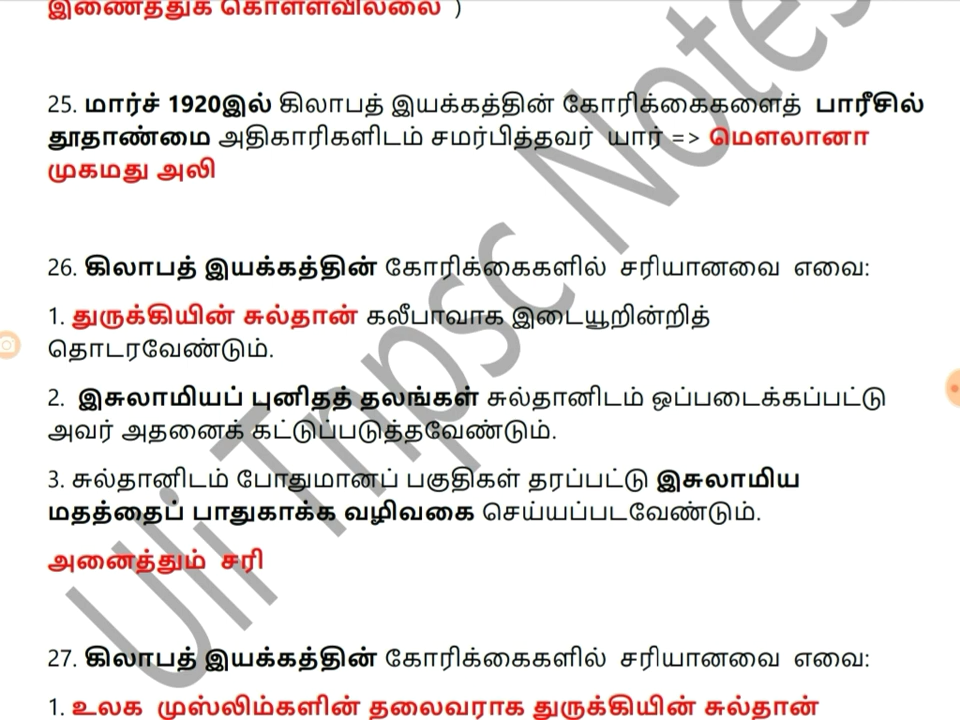 இணைத்துக் கொள்ளவில்லை )
25. மார்ச் 1920இல் கிலாபத் இயக்கத்தின் கோரிக்கைகளைத் பாரீசில்
தூதாண்மை அதிகாரிகளிடம் சமர்பித்தவர் யார் => மௌலானா
முகமது அலி
26. கிலாபத் இயக்கத்தின் கோரிக்கைகளில் சரியானவை எவை:
1. துருக்கியின் சுல்தான் கலீபாவாக இடையூறின்றித்
தொடரவேண்டும்.
2. இசுலாமியப் புனிதத் தலங்கள் சுல்தானிடம் ஒப்படைக்கப்பட்டு
அவர் அதனைக் கட்டுப்படுத்தவேண்டும்.
3. சுல்தானிடம் போதுமானப் பகுதிகள் தரப்பட்டு இசுலாமிய
மதத்தைப் பாதுகாக்க வழிவகை செய்யப்படவேண்டும்.
அனைத்தும் சரி
27. கிலாபத் இயக்கத்தின் கோரிக்கைகளில் சரியானவை எவை:
1. உலக முஸ்லிம்களின் தலைவராக துருக்கியின் சுல்தான்
Uli Tnpsc Notes